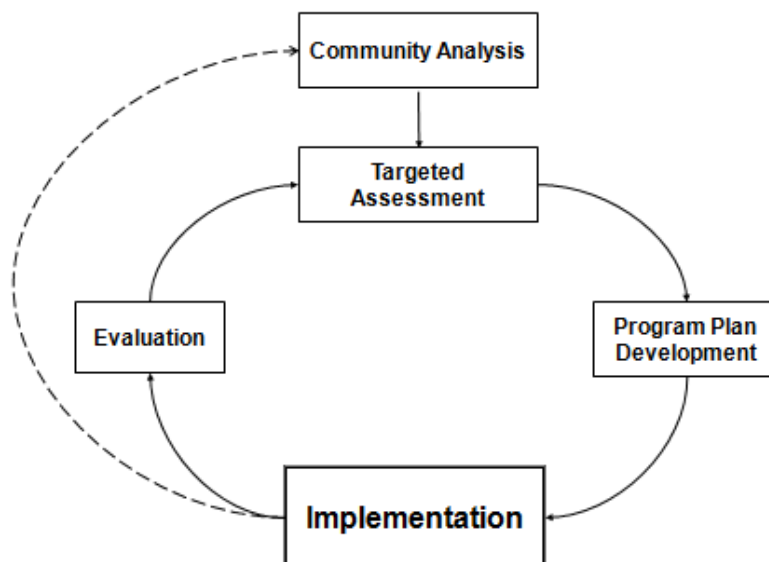 Community Analysis
Targeted
Assessment
Evaluation
Program Plan
Development
Implementation